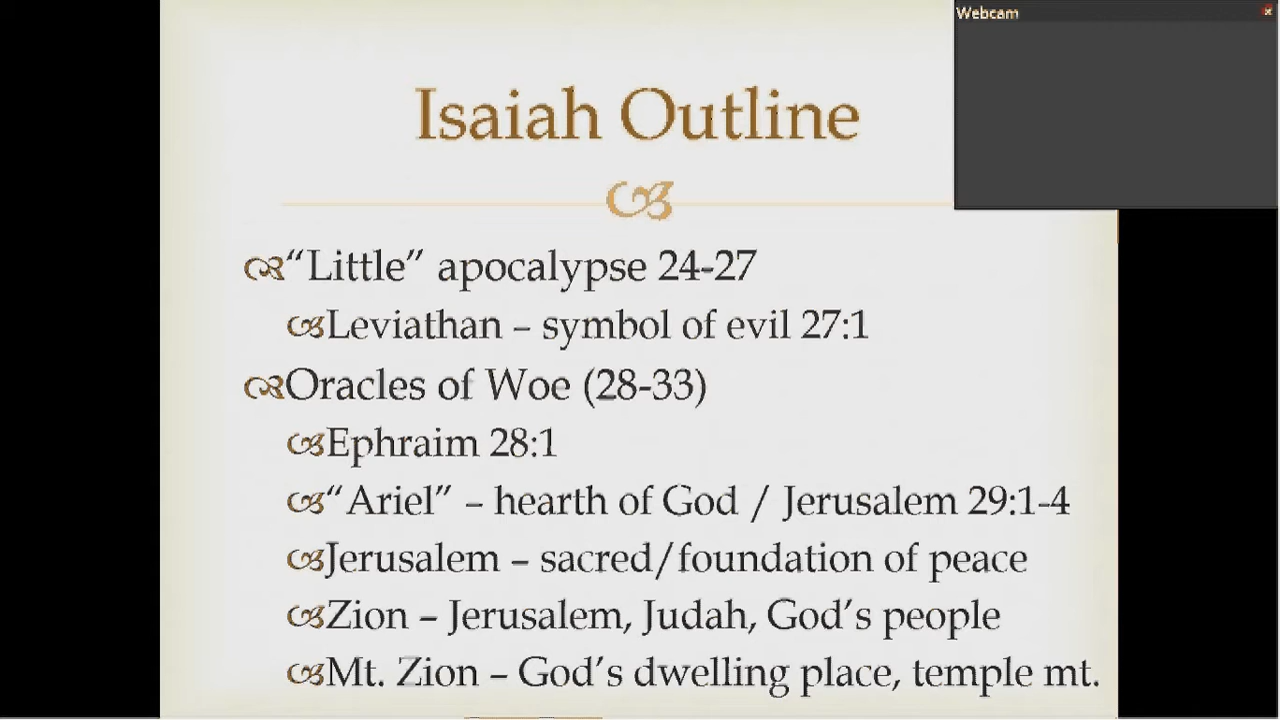 Webcam
Isaiah Outline
“Little” apocalypse 24-27
Leviathan – symbol of evil 27:1
Oracles of Woe (28-33)
Ephraim 28:1
“Ariel” – hearth of God / Jerusalem 29:1-4
Jerusalem – sacred/foundation of peace
Zion – Jerusalem, Judah, God’s people
Mt. Zion – God’s dwelling place, temple mt.